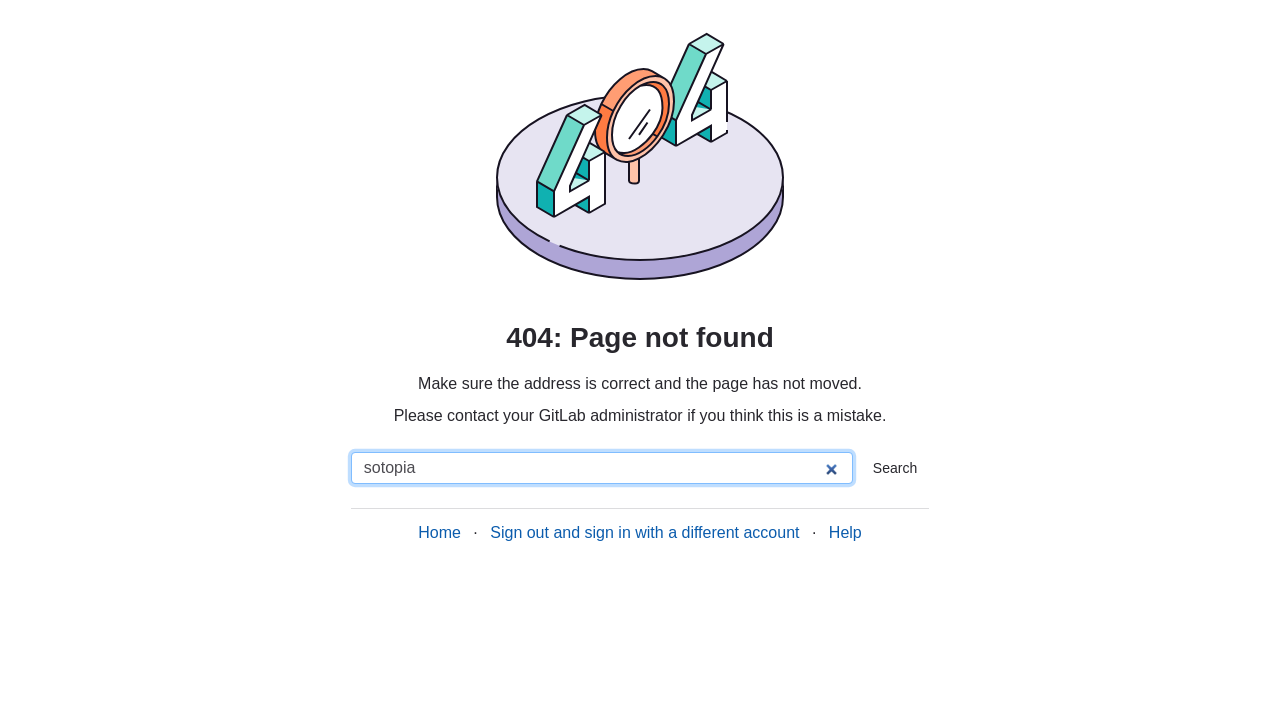 404
404: Page not found
Make sure the address is correct and the page has not moved.
Please contact your GitLab administrator if you think this is a mistake.
sotopia
Search
Home · Sign out and sign in with a different account · Help